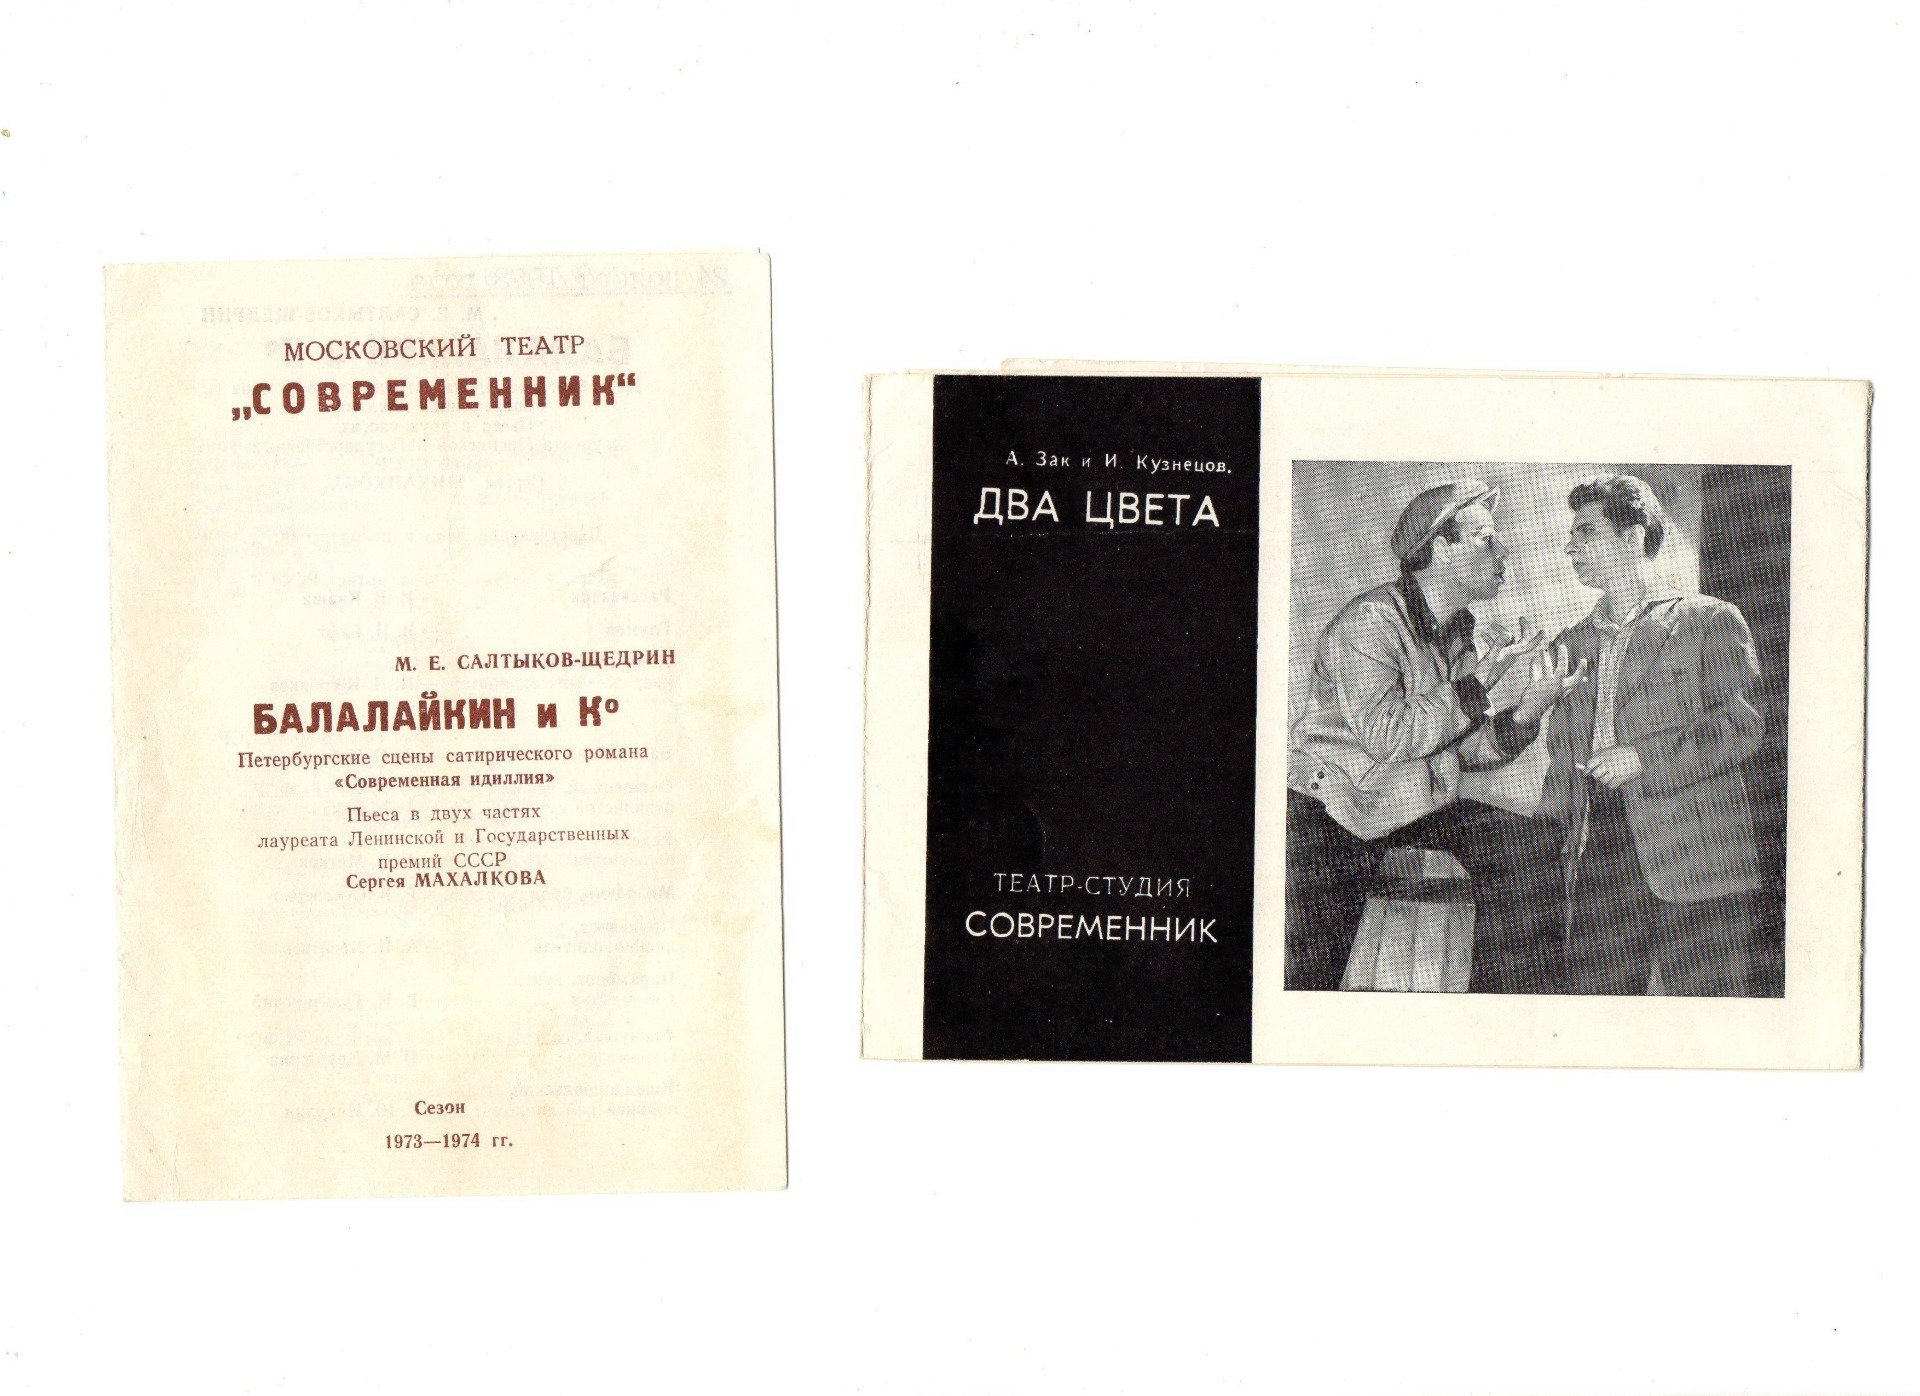 МОСКОВСКИЙ ТЕАТР
„СОВРЕМЕННИК“
М. Е. САЛТЫКОВ-ЩЕДРИН
БАЛАЛАЙКИН и К⁰
Петербургские сцены сатирического романа
«Современная идиллия»
Пьеса в двух частях
лауреата Ленинской и Государственных
премий СССР
Сергея МАХАЛКОВА
Сезон
1973—1974 гг.
А. Зак и И. Кузнецов.
ДВА ЦВЕТА
ТЕАТР-СТУДИЯ
СОВРЕМЕННИК